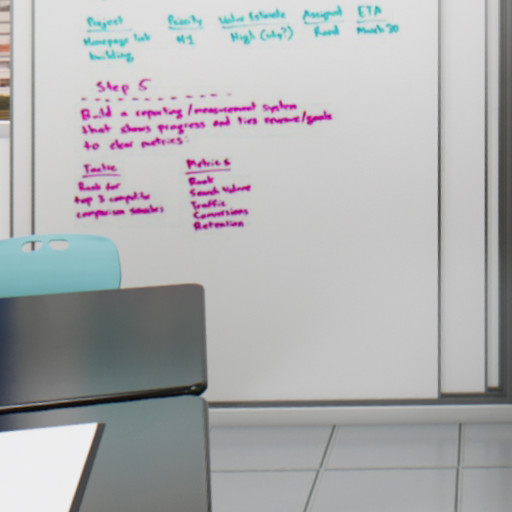 Project Priority Value Estimate Assigned ETA
Homepage link #1 High (why?) Rand March 30
building
Step 5
Build a reporting/measurement system
that shows progress and ties revenue/goals
to clear metrics:
Tactic Metrics
Rank for Rank
top 3 competitor Search Volume
comparison searches Traffic
Conversions
Retention